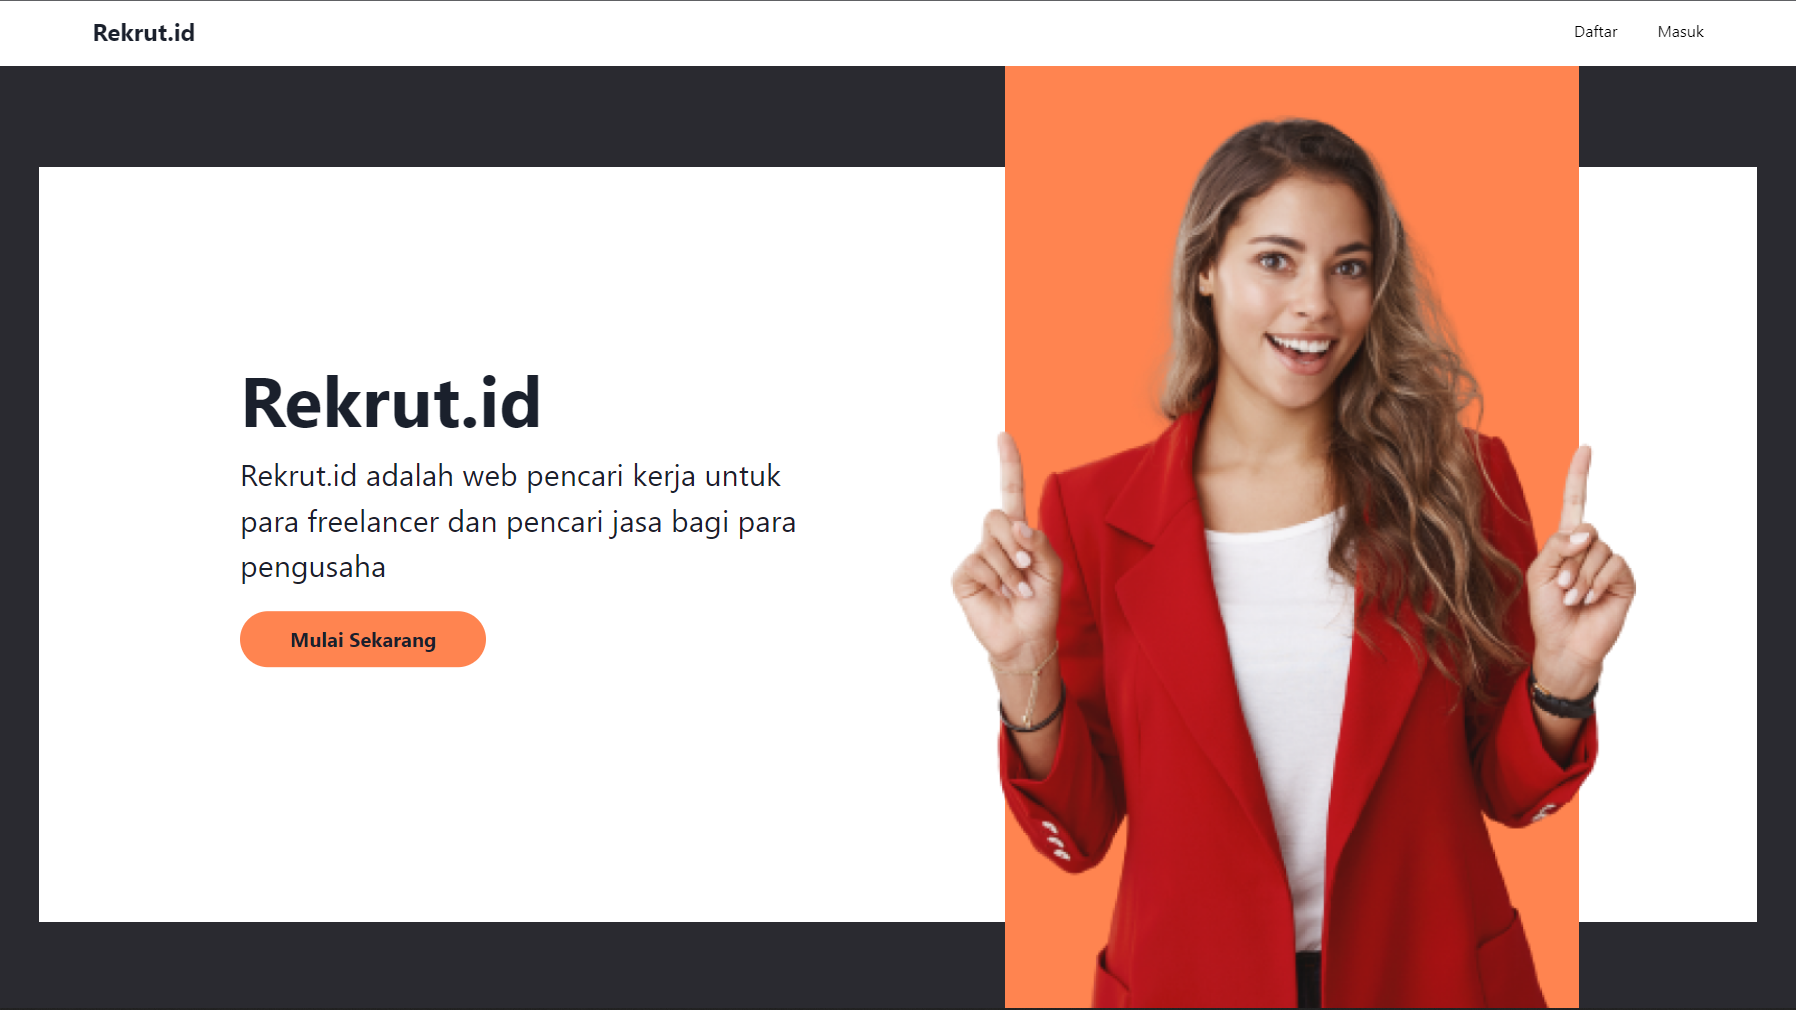 Rekrut.id
Daftar
Masuk
Rekrut.id
Rekrut.id adalah web pencari kerja untuk
para freelancer dan pencari jasa bagi para
pengusaha
Mulai Sekarang